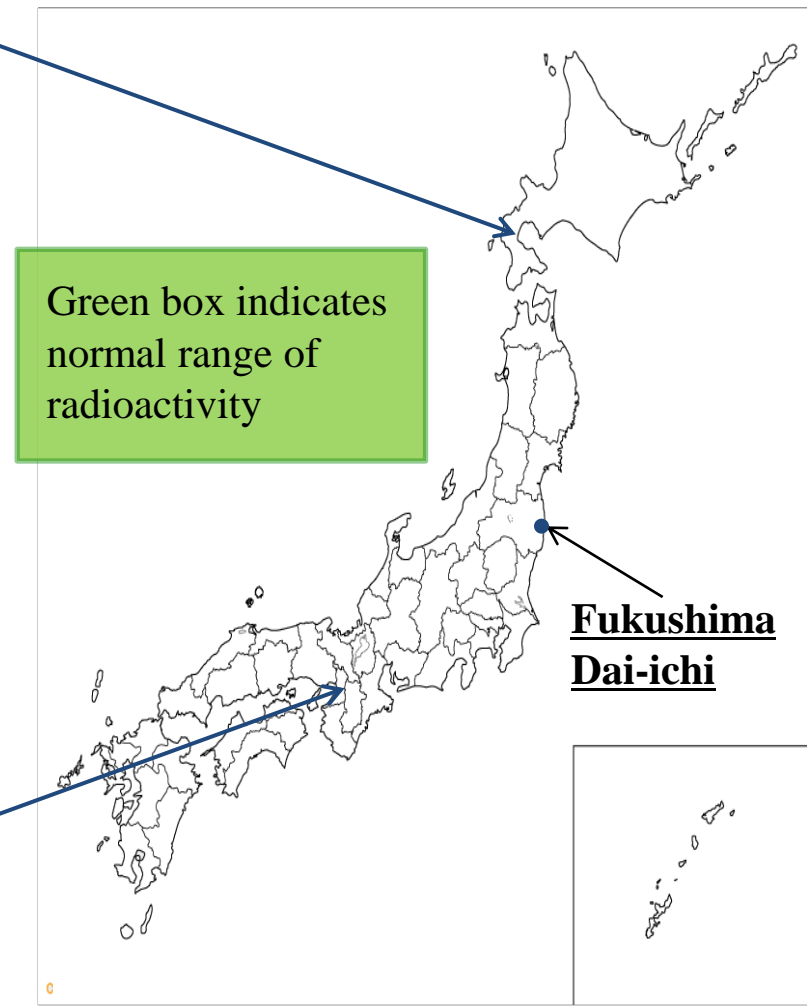 Green box indicates
normal range of
radioactivity
Fukushima
Dai-ichi
c